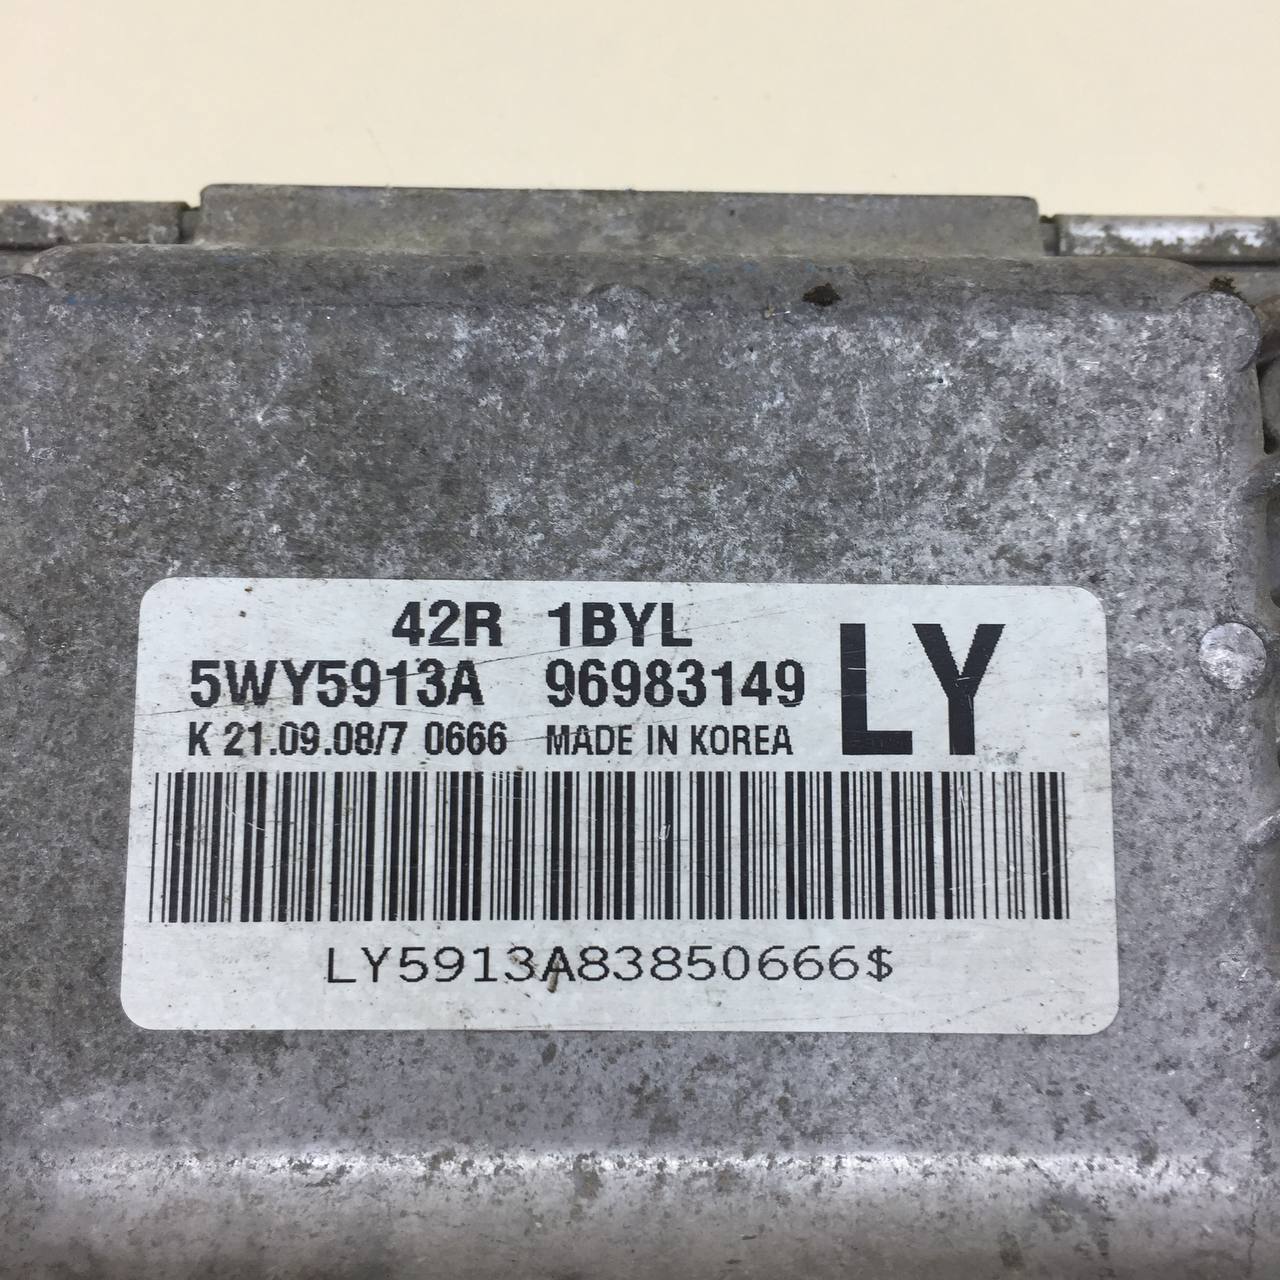 42R 1BYL
5WY5913A 96983149 LY
K 21.09.08/7 0666 MADE IN KOREA
LY5913A83850666$